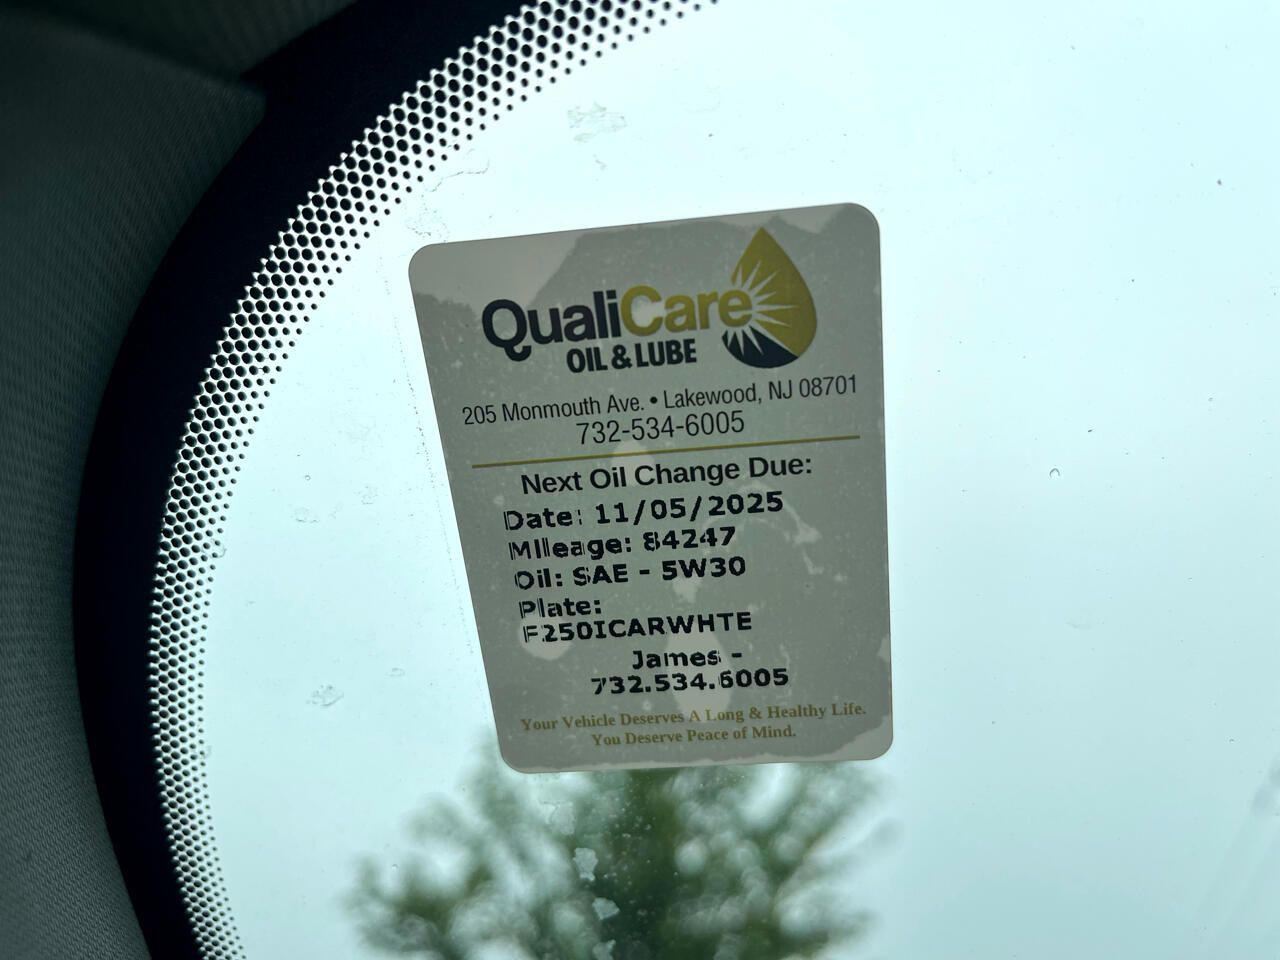 QualiCare
OIL & LUBE
205 Monmouth Ave. • Lakewood, NJ 08701
732-534-6005
Next Oil Change Due:
Date: 11/05/2025
Mileage: 84247
Oil: SAE - 5W30
Plate:
F250ICARWHTE
James -
732.534.6005
Your Vehicle Deserves A Long & Healthy Life.
You Deserve Peace of Mind.